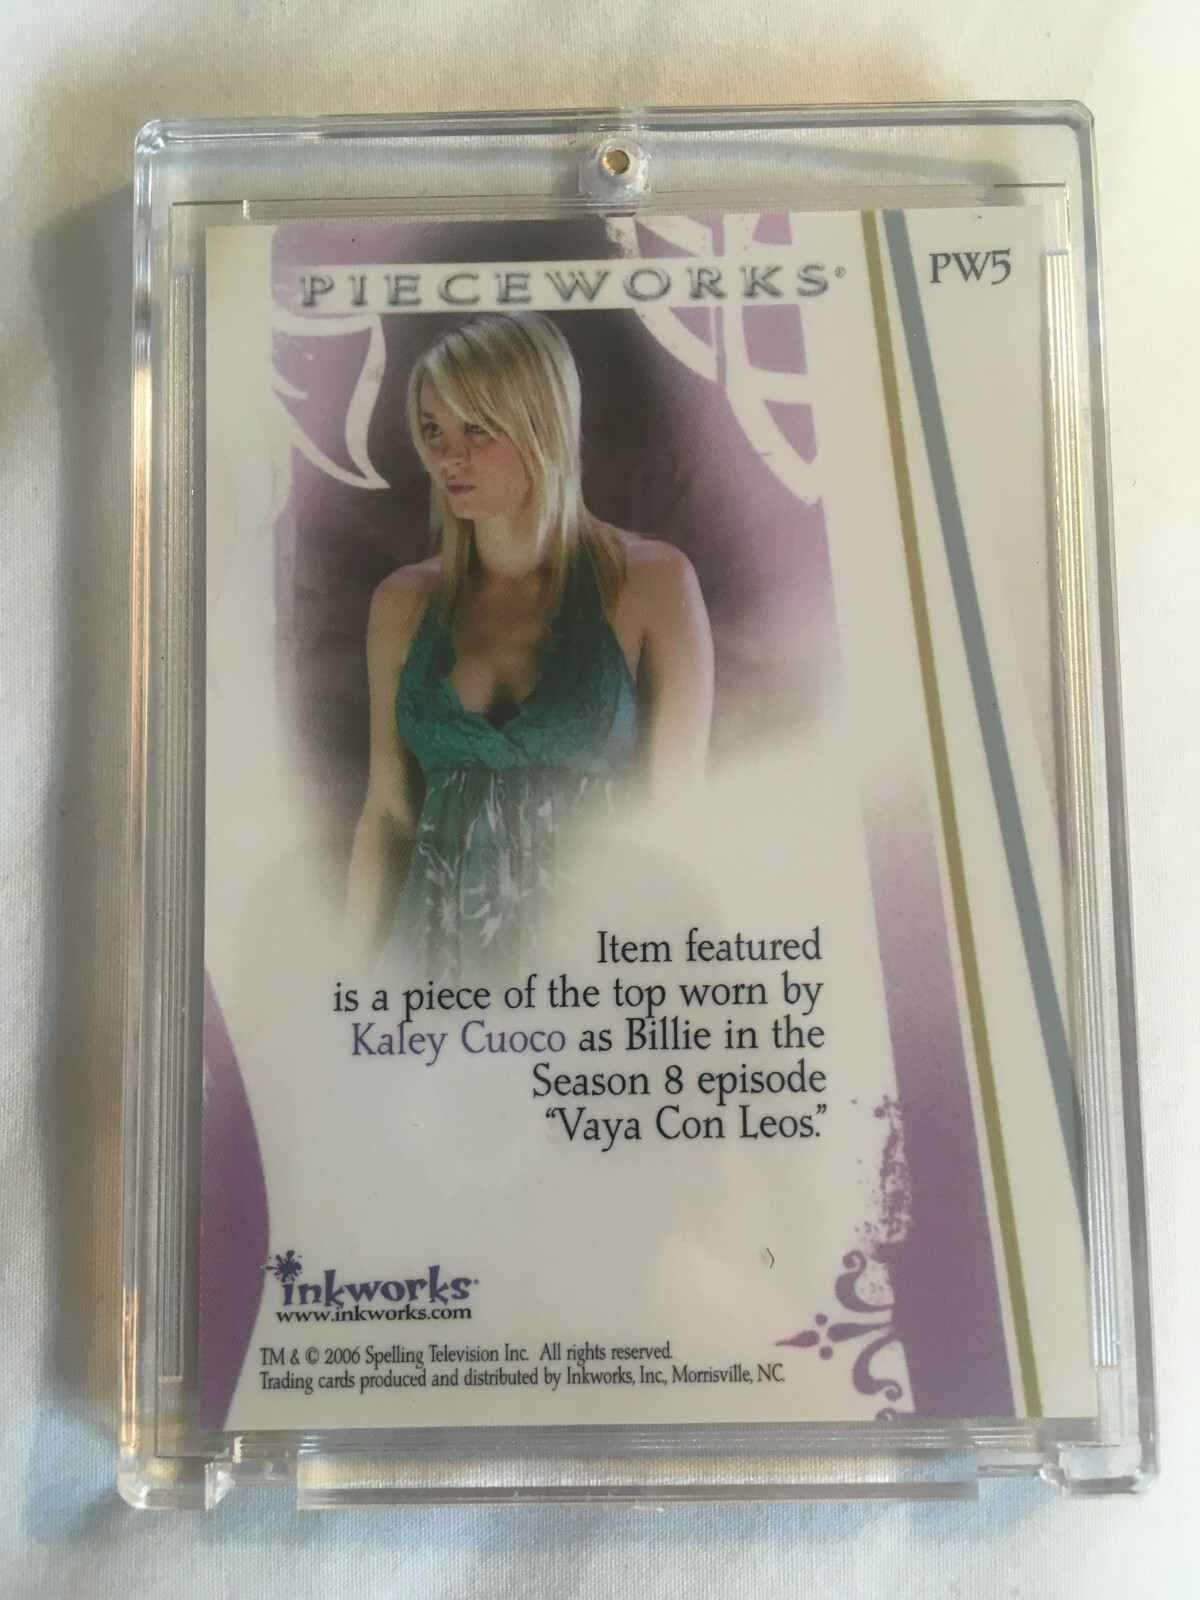 PIECEWORKS®
PW5
Item featured
is a piece of the top worn by
Kaley Cuoco as Billie in the
Season 8 episode
“Vaya Con Leos.”
inkworks
www.inkworks.com
TM & © 2006 Spelling Television Inc. All rights reserved.
Trading cards produced and distributed by Inkworks, Inc., Morrisville, NC.